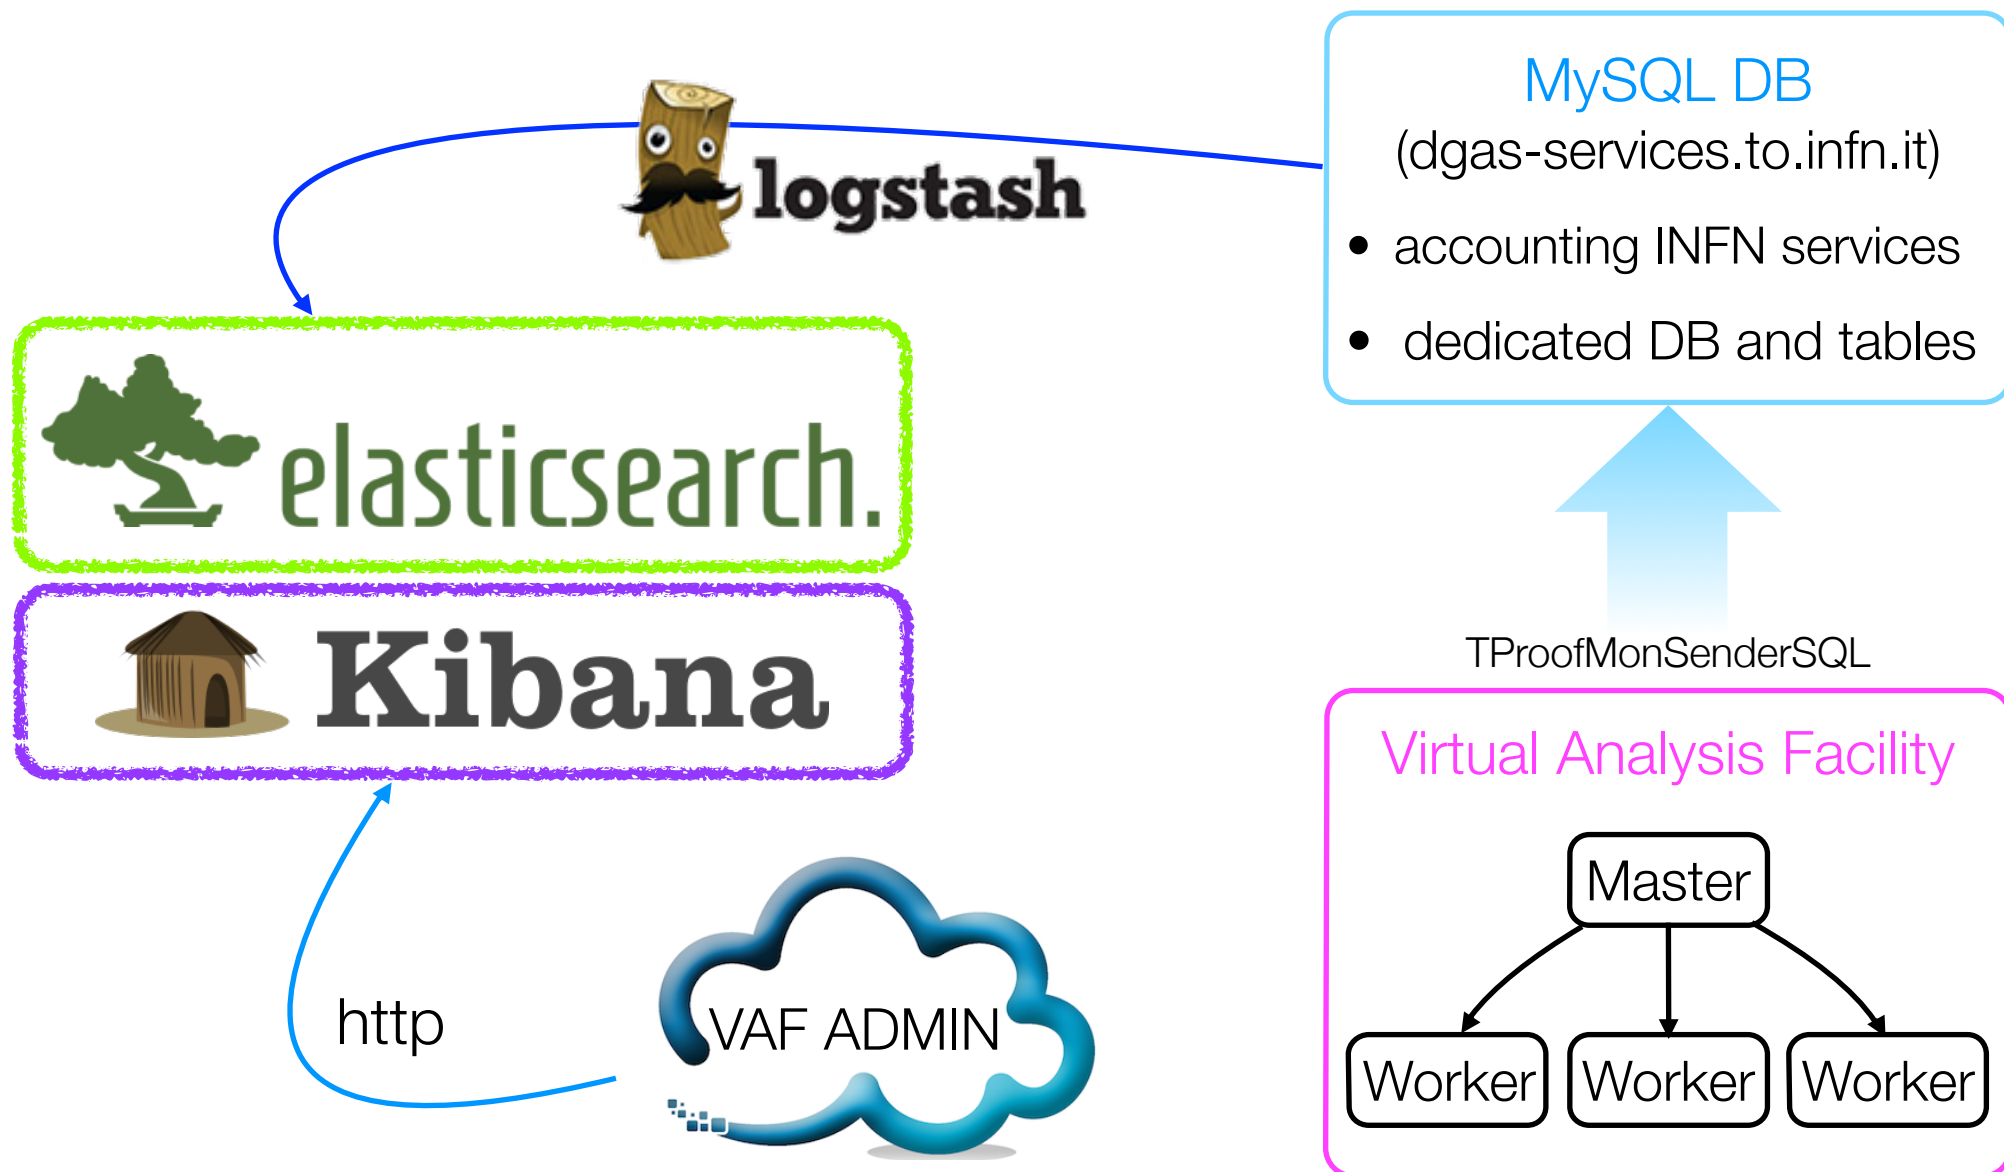 logstash
MySQL DB
(dgas-services.to.infn.it)
• accounting INFN services
• dedicated DB and tables
elasticsearch.
Kibana
TProofMonSenderSQL
Virtual Analysis Facility
Master
Worker
Worker
Worker
http
VAF ADMIN